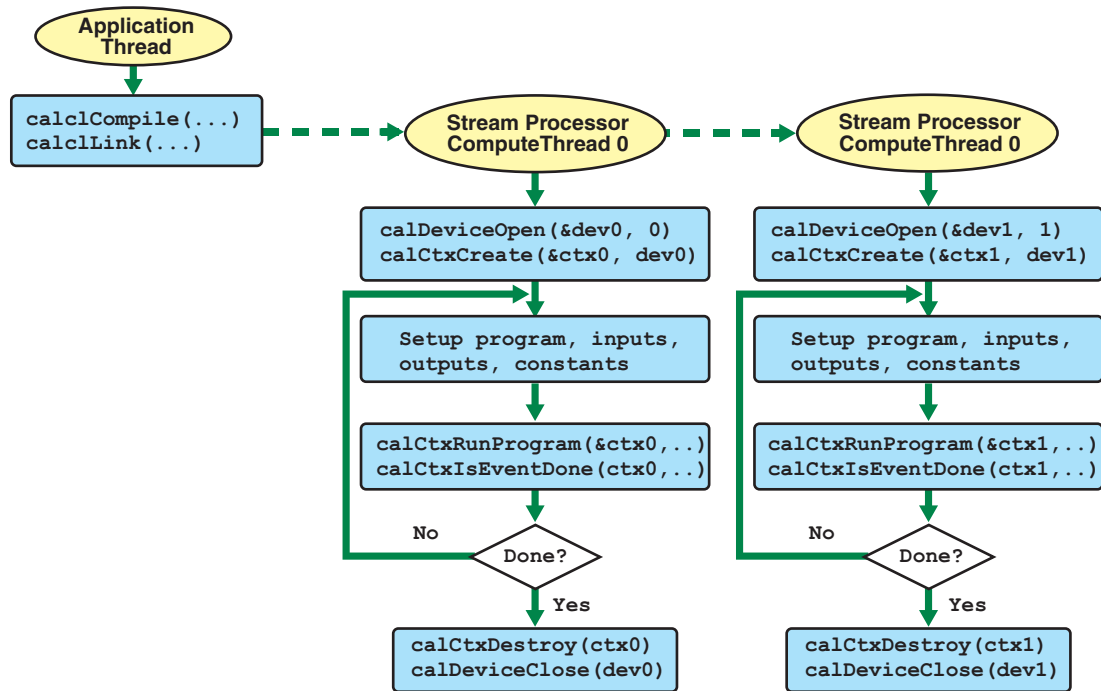 Application
Thread
calclCompile(...)
calclLink(...)
Stream Processor
ComputeThread 0
calDeviceOpen(&dev0, 0)
calCtxCreate(&ctx0, dev0)
Setup program, inputs,
outputs, constants
calCtxRunProgram(&ctx0,..)
calCtxIsEventDone(ctx0,..)
No
Done?
Yes
calCtxDestroy(ctx0)
calDeviceClose(dev0)
Stream Processor
ComputeThread 0
calDeviceOpen(&dev1, 1)
calCtxCreate(&ctx1, dev1)
Setup program, inputs,
outputs, constants
calCtxRunProgram(&ctx1,..)
calCtxIsEventDone(ctx1,..)
No
Done?
Yes
calCtxDestroy(ctx1)
calDeviceClose(dev1)